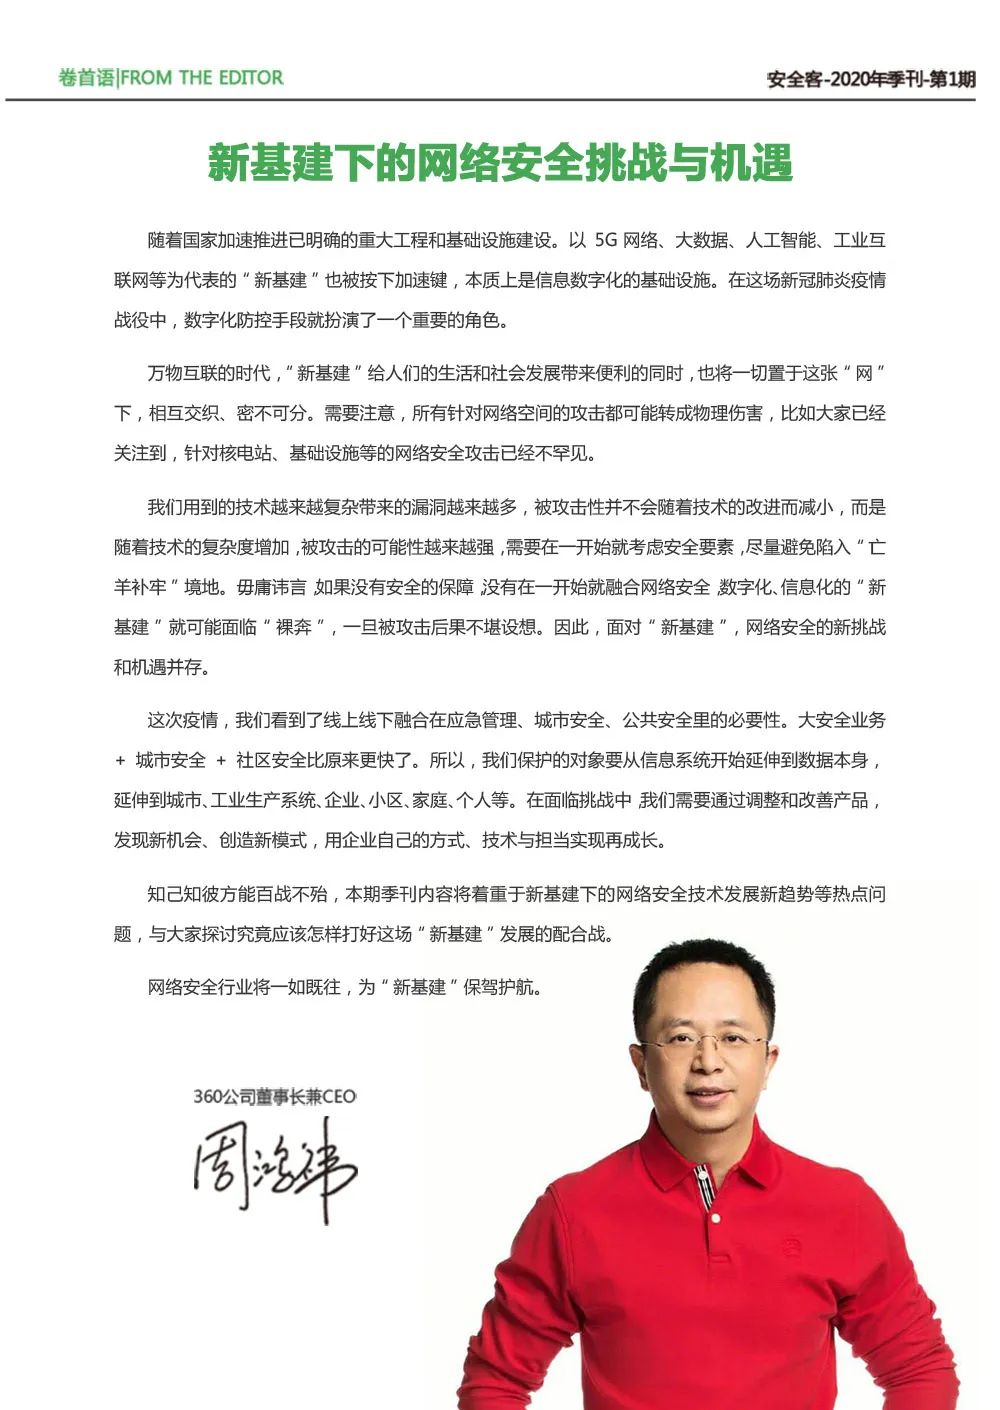 卷首语|FROM THE EDITOR
安全客-2020年季刊-第1期
新基建下的网络安全挑战与机遇
随着国家加速推进已明确的重大工程和基础设施建设。以 5G 网络、大数据、人工智能、工业互
联网等为代表的“新基建”也被按下加速键，本质上是信息数字化的基础设施。在这场新冠肺炎疫情
战役中，数字化防控手段就扮演了一个重要的角色。
万物互联的时代，“新基建”给人们的生活和社会发展带来便利的同时，也将一切置于这张“网”
下，相互交织、密不可分。需要注意，所有针对网络空间的攻击都可能转成物理伤害，比如大家已经
关注到，针对核电站、基础设施等的网络安全攻击已经不罕见。
我们用到的技术越来越复杂带来的漏洞越来越多，被攻击性并不会随着技术的改进而减小，而是
随着技术的复杂度增加，被攻击的可能性越来越强，需要在一开始就考虑安全要素，尽量避免陷入“亡
羊补牢”境地。毋庸讳言，如果没有安全的保障，没有在一开始就融合网络安全，数字化、信息化的“新
基建”就可能面临“裸奔”，一旦被攻击后果不堪设想。因此，面对“新基建”，网络安全的新挑战
和机遇并存。
这次疫情，我们看到了线上线下融合在应急管理、城市安全、公共安全里的必要性。大安全业务
+ 城市安全 + 社区安全比原来更快了。所以，我们保护的对象要从信息系统开始延伸到数据本身，
延伸到城市、工业生产系统、企业、小区、家庭、个人等。在面临挑战中，我们需要通过调整和改善产品，
发现新机会、创造新模式，用企业自己的方式、技术与担当实现再成长。
知己知彼方能百战不殆，本期季刊内容将着重于新基建下的网络安全技术发展新趋势等热点问
题，与大家探讨究竟应该怎样打好这场“新基建”发展的配合战。
网络安全行业将一如既往，为“新基建”保驾护航。
360公司董事长兼CEO
周鸿祎